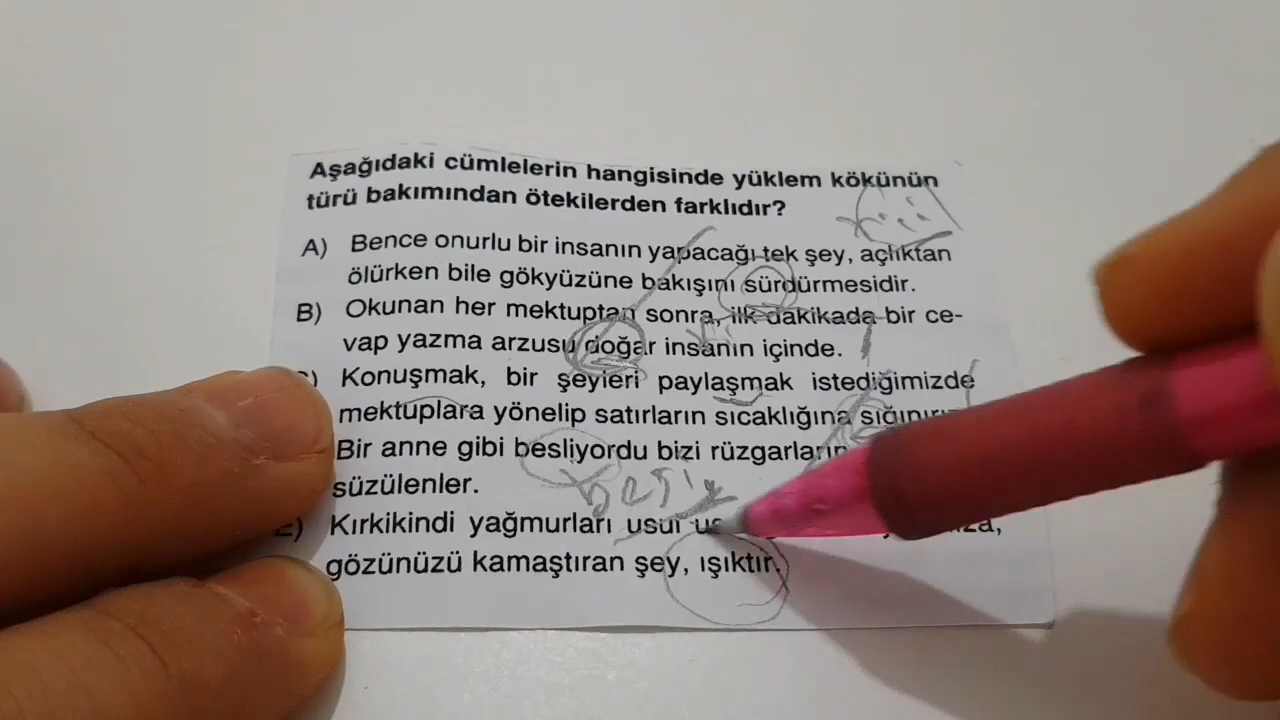 Aşağıdaki cümlelerin hangisinde yüklem kökünün
türü bakımından ötekilerden farklıdır?
A) Bence onurlu bir insanın yapacağı tek şey, açlıktan
ölürken bile gökyüzüne bakışını sürdürmesidir.
B) Okunan her mektuptan sonra, ilk dakikada bir ce-
vap yazma arzusu doğar insanın içinde.
Konuşmak, bir şeyleri paylaşmak istediğimizde
mektuplara yönelip satırların sıcaklığına
Bir anne gibi besliyordu bizi rüzgarların
süzülenler.
E) Kırkikindi yağmurları usul
gözünüzü kamaştıran şey, ışıktır.